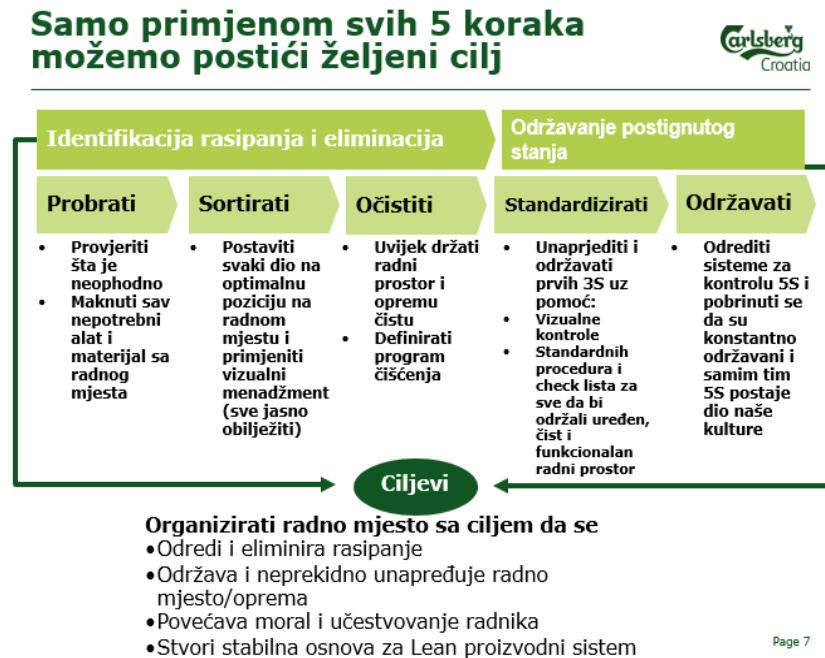 Samo primjenom svih 5 koraka
možemo postići željeni cilj
Carlsberg
Croatia
Identifikacija rasipanja i eliminacija
Održavanje postignutog
stanja
Probrati
Sortirati
Očistiti
Standardizirati
Održavati
• Provjeriti
šta je
neophodno
• Maknuti sav
nepotrebni
alat i
materijal sa
radnog
mjesta
• Postaviti
svaki dio na
optimalnu
poziciju na
radnom
mjestu i
primjeniti
vizualni
menadžment
(sve jasno
obilježiti)
• Uvijek držati
radni
prostor i
opremu
čistu
• Definirati
program
čišćenja
• Unaprjediti i
održavati
prvih 3S uz
pomoć:
• Vizualne
kontrole
• Standardnih
procedura i
check lista za
sve da bi
održali uređen,
čist i
funkcionalan
radni prostor
• Odrediti
sisteme za
kontrolu 5S i
pobrinuti se
da su
konstantno
održavani i
samim tim
5S postaje
dio naše
kulture
Ciljevi
Organizirati radno mjesto sa ciljem da se
•Odredi i eliminira rasipanje
•Održava i neprekidno unapređuje radno
mjesto/oprema
•Povećava moral i učestvovanje radnika
•Stvori stabilna osnova za Lean proizvodni sistem
Page 7